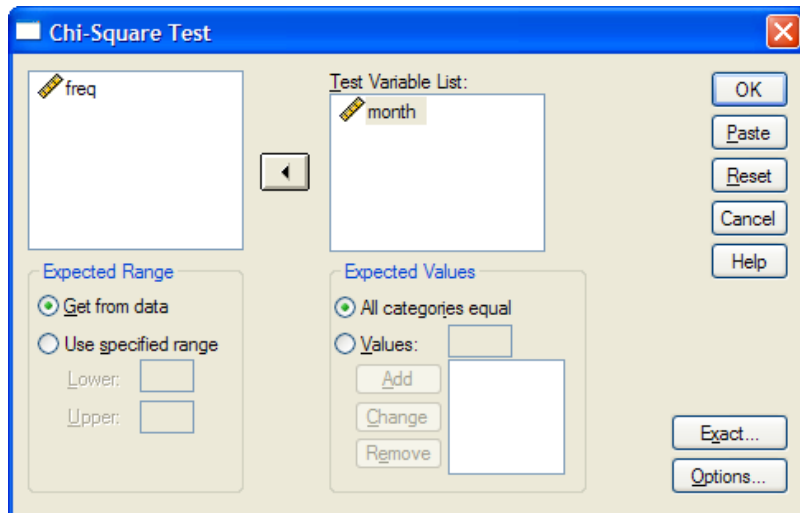 Chi-Square Test
freq
Test Variable List:
month
OK
Paste
Reset
Cancel
Help
Expected Range
Get from data
Use specified range
Lower:
Upper:
Expected Values
All categories equal
Values:
Add
Change
Remove
Exact...
Options...